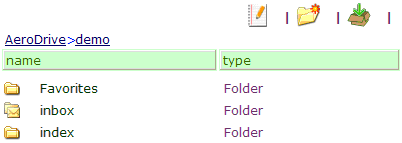 AeroDrive>demo
name type
Favorites Folder
inbox Folder
index Folder